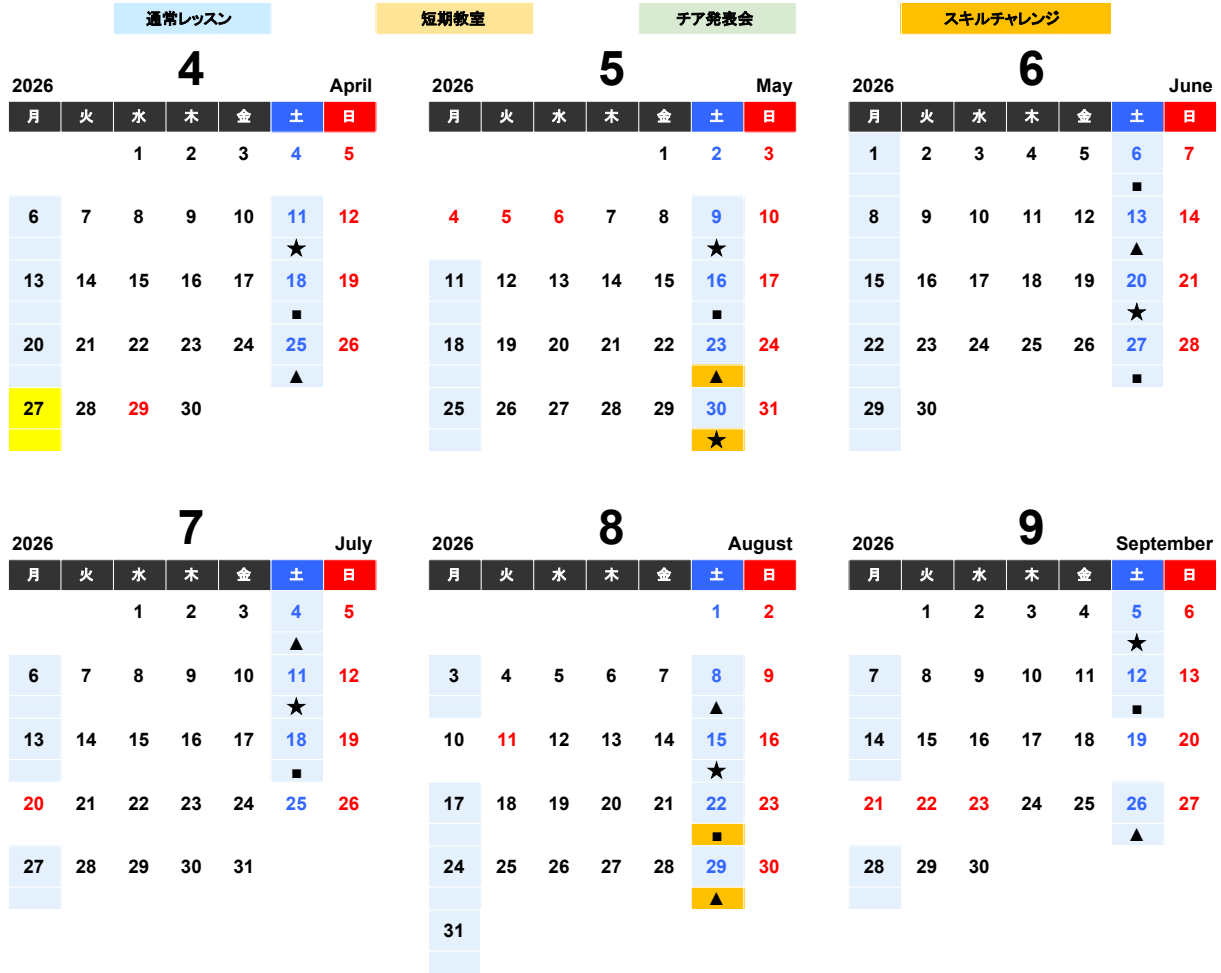 通常レッスン 短期教室 チア発表会 スキルチャレンジ
2026 4 April 2026 5 May 2026 6 June
月 火 水 木 金 土 日 月 火 水 木 金 土 日 月 火 水 木 金 土 日
1 2 3 4 5 1 2 3 1 2 3 4 5 6 7
■
6 7 8 9 10 11 12 4 5 6 7 8 9 10 8 9 10 11 12 13 14
★ ★ ▲
13 14 15 16 17 18 19 11 12 13 14 15 16 17 15 16 17 18 19 20 21
■ ■ ★
20 21 22 23 24 25 26 18 19 20 21 22 23 24 22 23 24 25 26 27 28
▲ ▲ ■
27 28 29 30 25 26 27 28 29 30 31 29 30
★
2026 7 July 2026 8 August 2026 9 September
月 火 水 木 金 土 日 月 火 水 木 金 土 日 月 火 水 木 金 土 日
1 2 3 4 5 1 2 1 2 3 4 5 6
▲ ★
6 7 8 9 10 11 12 3 4 5 6 7 8 9 7 8 9 10 11 12 13
★ ▲ ■
13 14 15 16 17 18 19 10 11 12 13 14 15 16 14 15 16 17 18 19 20
■ ★
20 21 22 23 24 25 26 17 18 19 20 21 22 23 21 22 23 24 25 26 27
■ ▲
27 28 29 30 31 24 25 26 27 28 29 30 28 29 30
▲
31